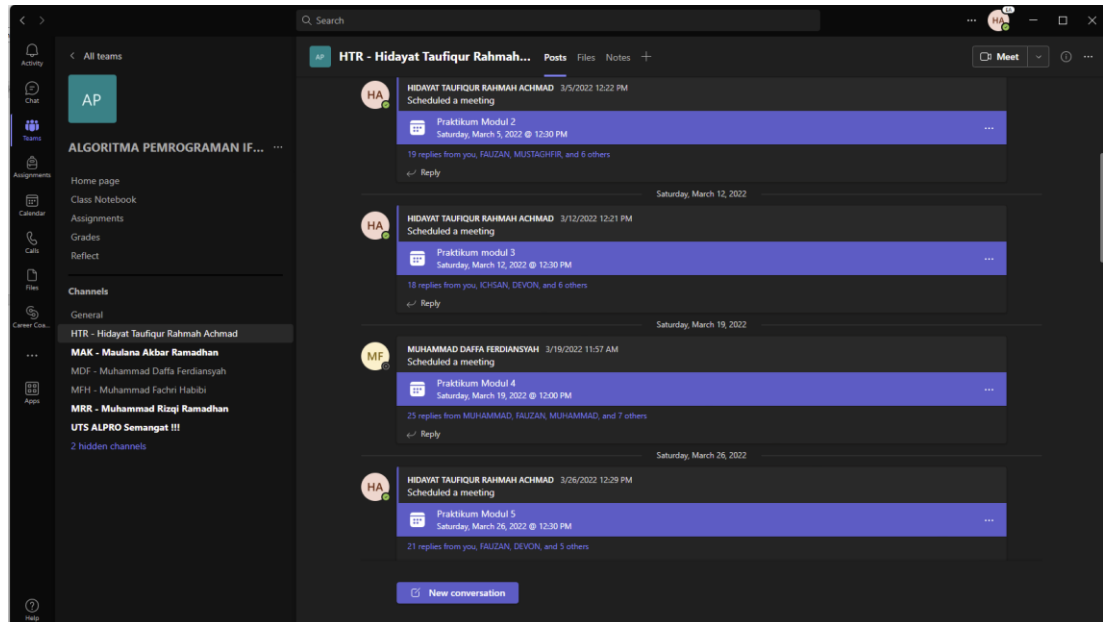 Search
HA
Activity
Chat
Teams
Assignments
Calendar
Calls
Files
Career Coa...
Apps
Help
All teams
AP
ALGORITMA PEMROGRAMAN IF...
Home page
Class Notebook
Assignments
Grades
Reflect
Channels
General
HTR - Hidayat Taufiqur Rahmah Achmad
MAK - Maulana Akbar Ramadhan
MDF - Muhammad Daffa Ferdiansyah
MFH - Muhammad Fachri Habibi
MRR - Muhammad Rizqi Ramadhan
UTS ALPRO Semangat !!!
2 hidden channels
AP HTR - Hidayat Taufiqur Rahmah... Posts Files Notes Meet
HA
HIDAYAT TAUFIQUR RAHMAH ACHMAD 3/5/2022 12:22 PM
Scheduled a meeting
Praktikum Modul 2
Saturday, March 5, 2022 @ 12:30 PM
19 replies from you, FAUZAN, MUSTAGHFIR, and 6 others
Reply
Saturday, March 12, 2022
HA
HIDAYAT TAUFIQUR RAHMAH ACHMAD 3/12/2022 12:21 PM
Scheduled a meeting
Praktikum modul 3
Saturday, March 12, 2022 @ 12:30 PM
18 replies from you, ICHSAN, DEVON, and 6 others
Reply
Saturday, March 19, 2022
MF
MUHAMMAD DAFFA FERDIANSYAH 3/19/2022 11:57 AM
Scheduled a meeting
Praktikum Modul 4
Saturday, March 19, 2022 @ 12:00 PM
25 replies from MUHAMMAD, FAUZAN, MUHAMMAD, and 7 others
Reply
Saturday, March 26, 2022
HA
HIDAYAT TAUFIQUR RAHMAH ACHMAD 3/26/2022 12:29 PM
Scheduled a meeting
Praktikum Modul 5
Saturday, March 26, 2022 @ 12:30 PM
21 replies from you, FAUZAN, DEVON, and 5 others
New conversation